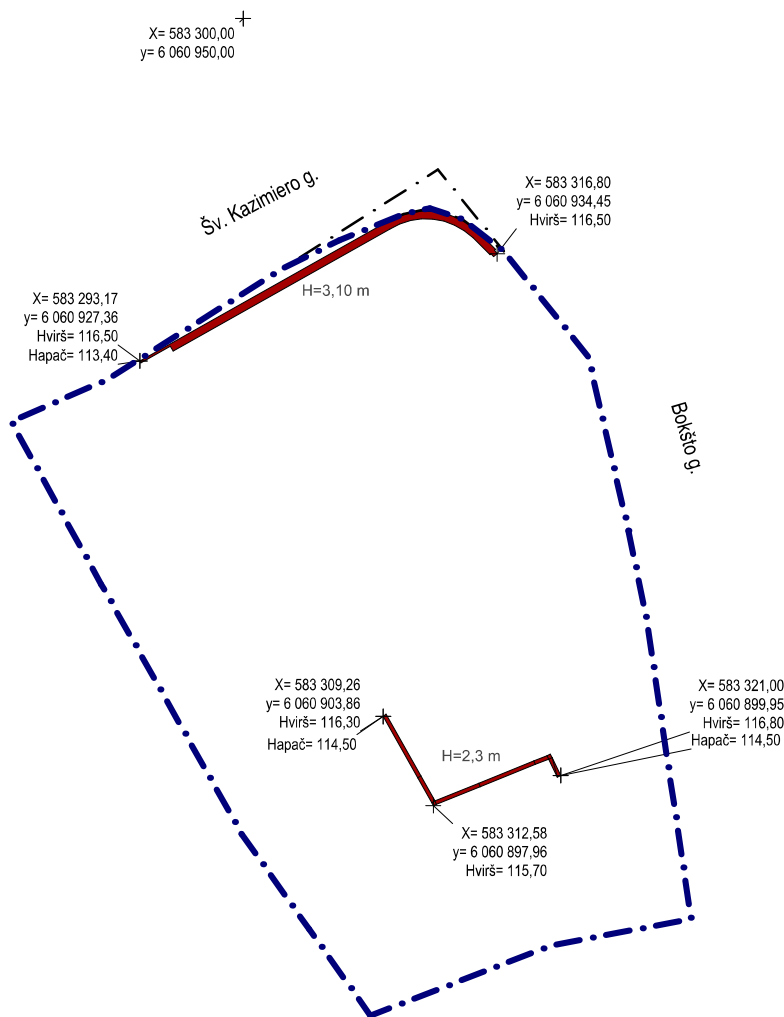 X= 583 300,00
y= 6 060 950,00
Šv. Kazimiero g.
X= 583 316,80
y= 6 060 934,45
Hvirš= 116,50
X= 583 293,17
y= 6 060 927,36
Hvirš= 116,50
Hapač= 113,40
H=3,10 m
Bokšto g.
X= 583 309,26
y= 6 060 903,86
Hvirš= 116,30
Hapač= 114,50
X= 583 321,00
y= 6 060 899,95
Hvirš= 116,80
Hapač= 114,50
H=2,3 m
X= 583 312,58
y= 6 060 897,96
Hvirš= 115,70